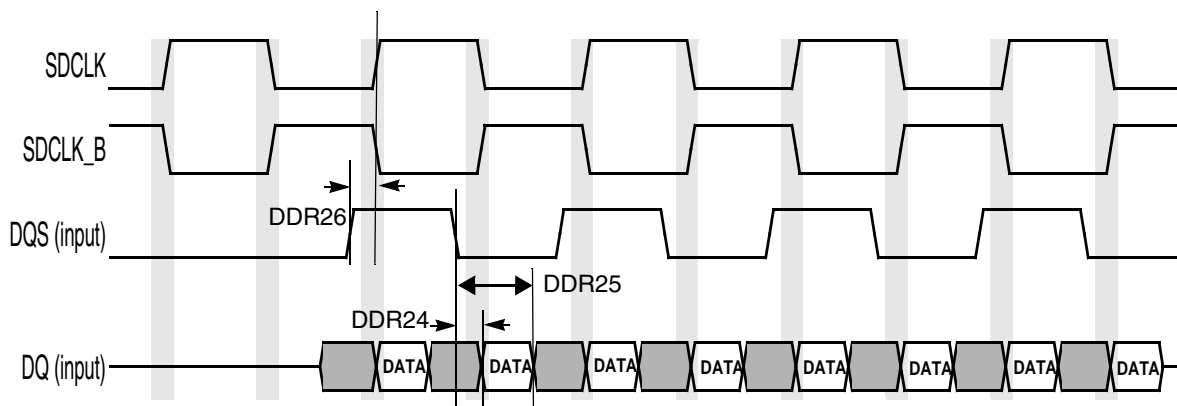 SDCLK
SDCLK_B
DDR26
DQS (input)
DDR25
DDR24
DQ (input)
DATA DATA DATA DATA DATA DATA DATA DATA